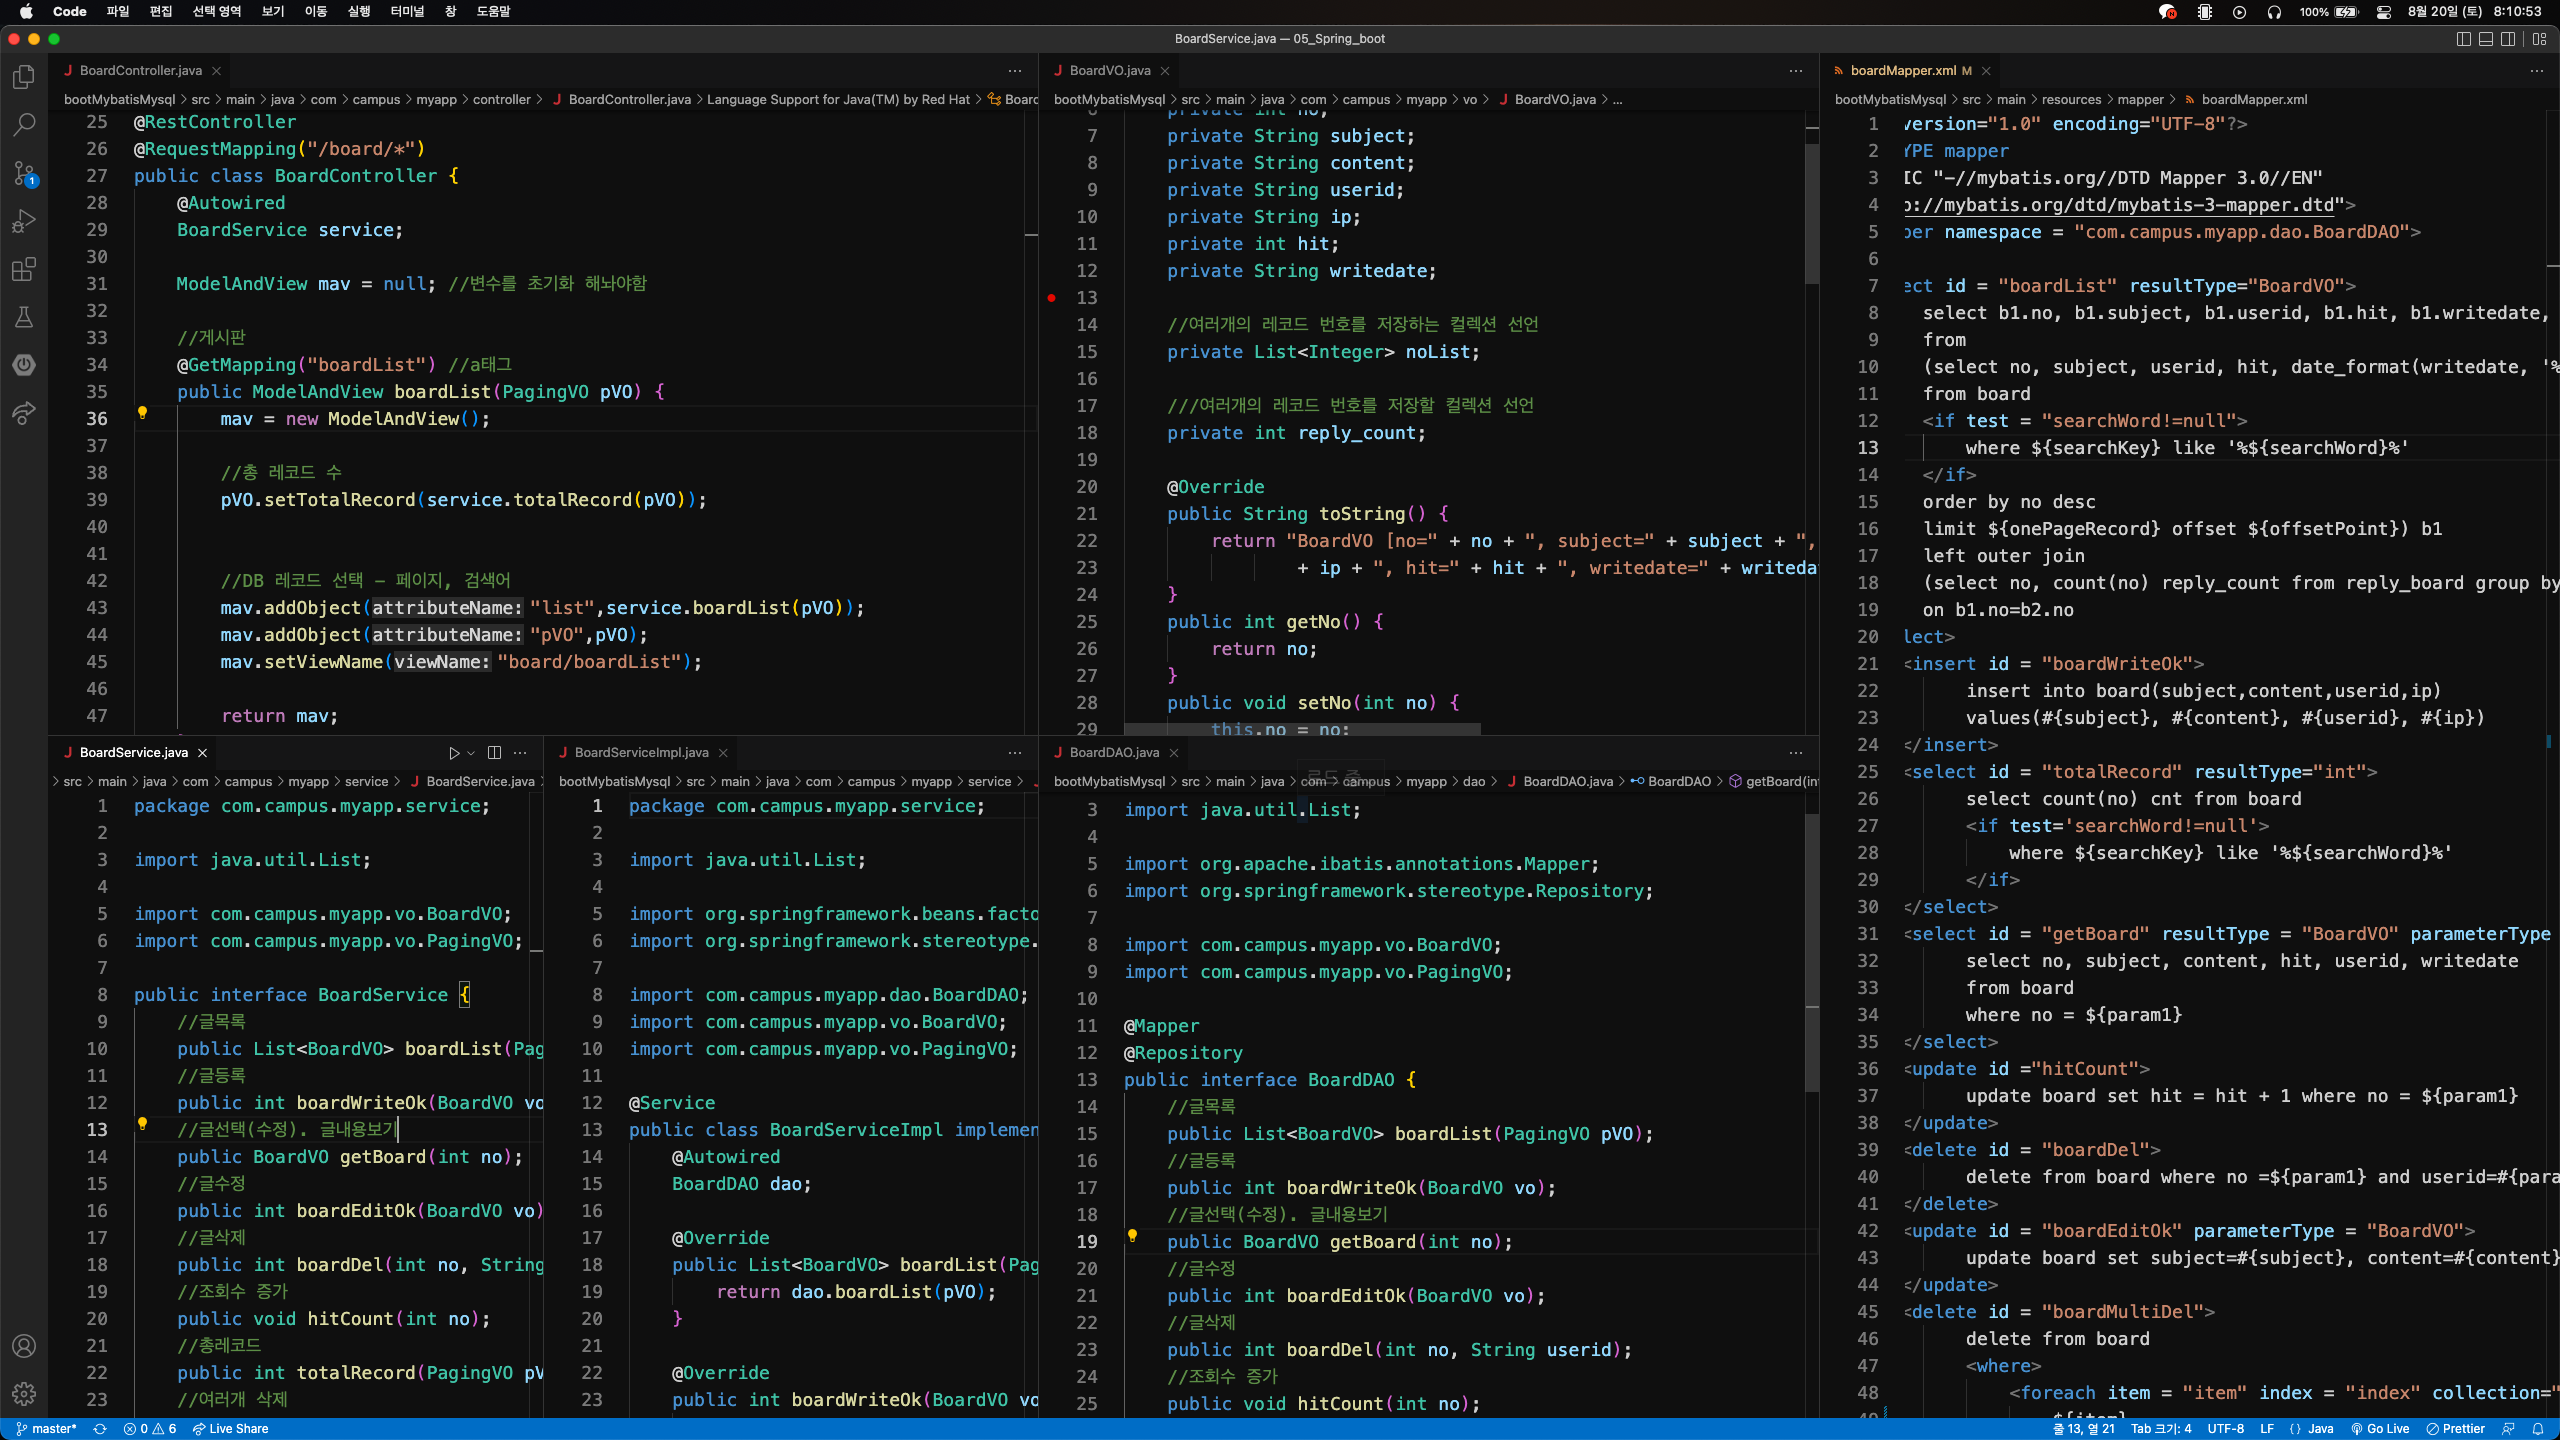 Code 파일 편집 선택 영역 보기 이동 실행 터미널 창 도움말 100% 8월 20일 (토) 8:10:53
BoardService.java — 05_Spring_boot
BoardController.java
bootMybatisMysql > src > main > java > com > campus > myapp > controller > BoardController.java > Language Support for Java(TM) by Red Hat > Board
25 @RestController
26 @RequestMapping("/board/*")
27 public class BoardController {
28 @Autowired
29 BoardService service;
30
31 ModelAndView mav = null; //변수를 초기화 해놔야함
32
33 //게시판
34 @GetMapping("boardList") //a태그
35 public ModelAndView boardList(PagingVO pVO) {
36 mav = new ModelAndView();
37
38 //총 레코드 수
39 pVO.setTotalRecord(service.totalRecord(pVO));
40
41
42 //DB 레코드 선택 - 페이지, 검색어
43 mav.addObject(attributeName: "list",service.boardList(pVO));
44 mav.addObject(attributeName: "pVO",pVO);
45 mav.setViewName(viewName: "board/boardList");
46
47 return mav;
BoardVO.java
bootMybatisMysql > src > main > java > com > campus > myapp > vo > BoardVO.java > ...
6 private int no;
7 private String subject;
8 private String content;
9 private String userid;
10 private String ip;
11 private int hit;
12 private String writedate;
13
14 //여러개의 레코드 번호를 저장하는 컬렉션 선언
15 private List<Integer> noList;
16
17 ///여러개의 레코드 번호를 저장할 컬렉션 선언
18 private int reply_count;
19
20 @Override
21 public String toString() {
22 return "BoardVO [no=" + no + ", subject=" + subject + ",
23 + ip + ", hit=" + hit + ", writedate=" + writeda
24 }
25 public int getNo() {
26 return no;
27 }
28 public void setNo(int no) {
29 this.no = no;
boardMapper.xml M
bootMybatisMysql > src > main > resources > mapper > boardMapper.xml
1 version="1.0" encoding="UTF-8"?>
2 YPE mapper
3 IC "-//mybatis.org//DTD Mapper 3.0//EN"
4 p://mybatis.org/dtd/mybatis-3-mapper.dtd">
5 per namespace = "com.campus.myapp.dao.BoardDAO">
6
7 ect id = "boardList" resultType="BoardVO">
8 select b1.no, b1.subject, b1.userid, b1.hit, b1.writedate,
9 from
10 (select no, subject, userid, hit, date_format(writedate, '%
11 from board
12 <if test = "searchWord!=null">
13 where ${searchKey} like '%${searchWord}%'
14 </if>
15 order by no desc
16 limit ${onePageRecord} offset ${offsetPoint}) b1
17 left outer join
18 (select no, count(no) reply_count from reply_board group by
19 on b1.no=b2.no
20 lect>
21 <insert id = "boardWriteOk">
22 insert into board(subject,content,userid,ip)
23 values(#{subject}, #{content}, #{userid}, #{ip})
24 </insert>
25 <select id = "totalRecord" resultType="int">
26 select count(no) cnt from board
27 <if test='searchWord!=null'>
28 where ${searchKey} like '%${searchWord}%'
29 </if>
30 </select>
31 <select id = "getBoard" resultType = "BoardVO" parameterType
32 select no, subject, content, hit, userid, writedate
33 from board
34 where no = ${param1}
35 </select>
36 <update id ="hitCount">
37 update board set hit = hit + 1 where no = ${param1}
38 </update>
39 <delete id = "boardDel">
40 delete from board where no =${param1} and userid=#{para
41 </delete>
42 <update id = "boardEditOk" parameterType = "BoardVO">
43 update board set subject=#{subject}, content=#{content}
44 </update>
45 <delete id = "boardMultiDel">
46 delete from board
47 <where>
48 <foreach item = "item" index = "index" collection="
49 ${item}
BoardService.java
> src > main > java > com > campus > myapp > service > BoardService.java
1 package com.campus.myapp.service;
2
3 import java.util.List;
4
5 import com.campus.myapp.vo.BoardVO;
6 import com.campus.myapp.vo.PagingVO;
7
8 public interface BoardService {
9 //글목록
10 public List<BoardVO> boardList(Pag
11 //글등록
12 public int boardWriteOk(BoardVO vo
13 //글선택(수정). 글내용보기
14 public BoardVO getBoard(int no);
15 //글수정
16 public int boardEditOk(BoardVO vo)
17 //글삭제
18 public int boardDel(int no, String
19 //조회수 증가
20 public void hitCount(int no);
21 //총레코드
22 public int totalRecord(PagingVO pV
23 //여러개 삭제
BoardServiceImpl.java
bootMybatisMysql > src > main > java > com > campus > myapp > service >
1 package com.campus.myapp.service;
2
3 import java.util.List;
4
5 import org.springframework.beans.facto
6 import org.springframework.stereotype.
7
8 import com.campus.myapp.dao.BoardDAO;
9 import com.campus.myapp.vo.BoardVO;
10 import com.campus.myapp.vo.PagingVO;
11
12 @Service
13 public class BoardServiceImpl implemen
14 @Autowired
15 BoardDAO dao;
16
17 @Override
18 public List<BoardVO> boardList(Pag
19 return dao.boardList(pVO);
20 }
21
22 @Override
23 public int boardWriteOk(BoardVO vo
BoardDAO.java
bootMybatisMysql > src > main > java > com > campus > myapp > dao > BoardDAO.java > BoardDAO > getBoard(int
3 import java.util.List;
4
5 import org.apache.ibatis.annotations.Mapper;
6 import org.springframework.stereotype.Repository;
7
8 import com.campus.myapp.vo.BoardVO;
9 import com.campus.myapp.vo.PagingVO;
10
11 @Mapper
12 @Repository
13 public interface BoardDAO {
14 //글목록
15 public List<BoardVO> boardList(PagingVO pVO);
16 //글등록
17 public int boardWriteOk(BoardVO vo);
18 //글선택(수정). 글내용보기
19 public BoardVO getBoard(int no);
20 //글수정
21 public int boardEditOk(BoardVO vo);
22 //글삭제
23 public int boardDel(int no, String userid);
24 //조회수 증가
25 public void hitCount(int no);
master* 0 6 Live Share 줄 13, 열 21 Tab 크기: 4 UTF-8 LF {} Java Go Live Prettier